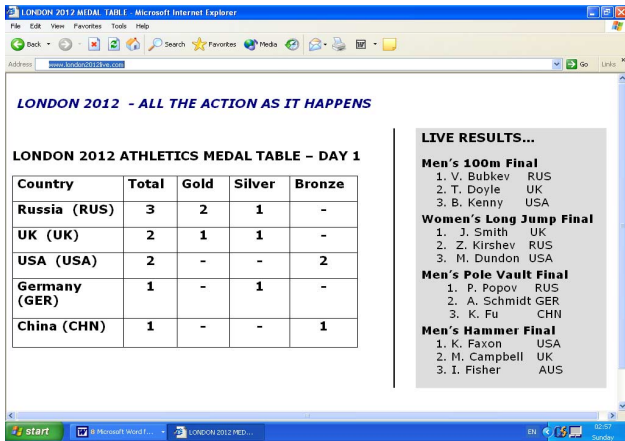 LONDON 2012 MEDAL TABLE - Microsoft Internet Explorer
File Edit View Favorites Tools Help
Back Search Favorites Media
Address www.london2012live.com Go Links
LONDON 2012 - ALL THE ACTION AS IT HAPPENS
LONDON 2012 ATHLETICS MEDAL TABLE – DAY 1
Country Total Gold Silver Bronze
Russia (RUS) 3 2 1 -
UK (UK) 2 1 1 -
USA (USA) 2 - - 2
Germany
(GER) 1 - 1 -
China (CHN) 1 - - 1
LIVE RESULTS...
Men's 100m Final
1. V. Bubkev RUS
2. T. Doyle UK
3. B. Kenny USA
Women's Long Jump Final
1. J. Smith UK
2. Z. Kirshev RUS
3. M. Dundon USA
Men's Pole Vault Final
1. P. Popov RUS
2. A. Schmidt GER
3. K. Fu CHN
Men's Hammer Final
1. K. Faxon USA
2. M. Campbell UK
3. I. Fisher AUS
start 8 Microsoft Word f... LONDON 2012 MED... EN 02:57
Sunday